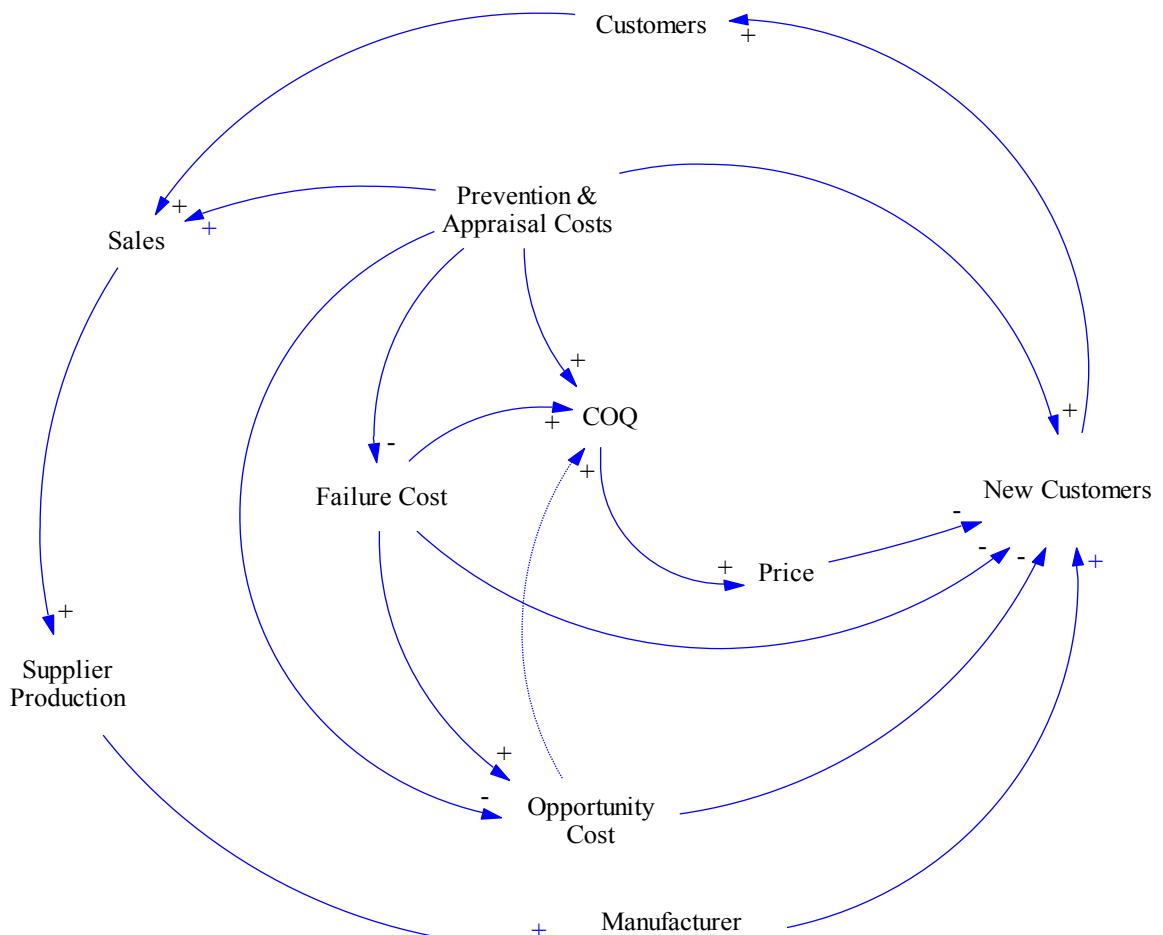 Customers
+
Prevention &
Appraisal Costs
+
+
Sales
+
COQ
+
-
+
+
Failure Cost
New Customers
-
-
-
+
+
Price
+
Supplier
Production
+
-
Opportunity
Cost
+
Manufacturer